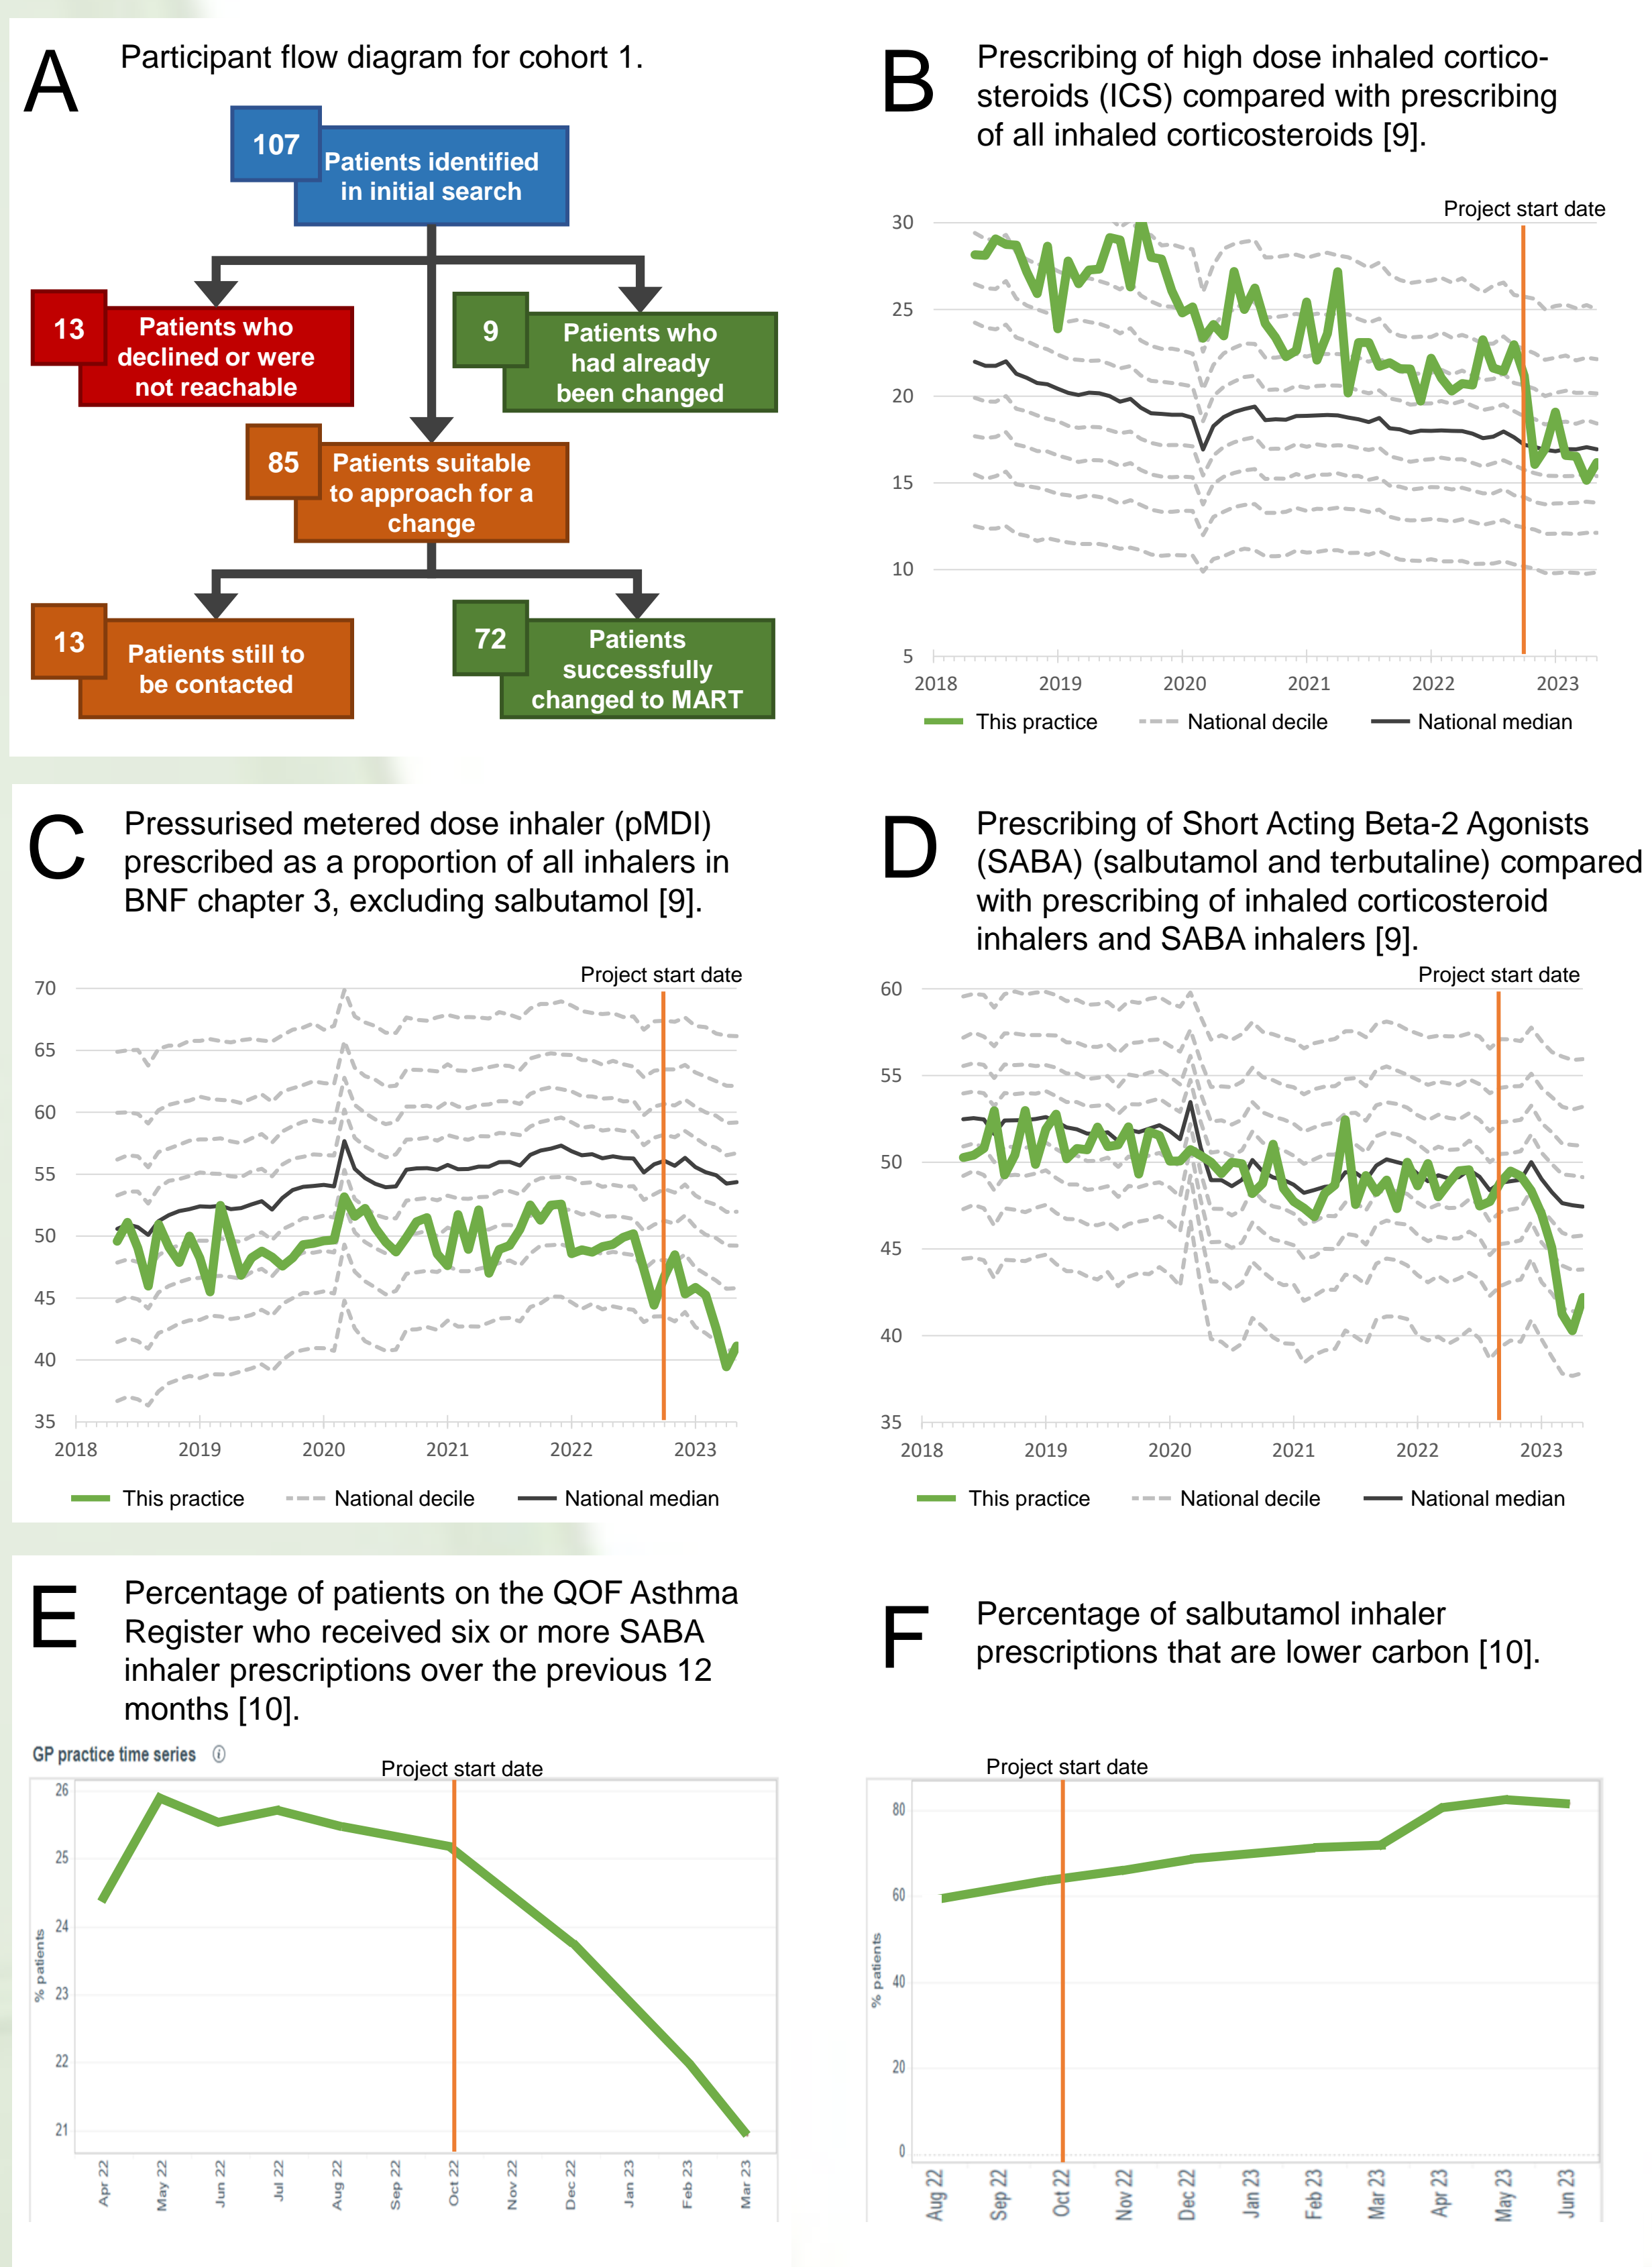 A
Participant flow diagram for cohort 1.
107
Patients identified
in initial search
13
Patients who
declined or were
not reachable
9
Patients who
had already
been changed
85
Patients suitable
to approach for a
change
13
Patients still to
be contacted
72
Patients
successfully
changed to MART
B
Prescribing of high dose inhaled cortico-
steroids (ICS) compared with prescribing
of all inhaled corticosteroids [9].
Project start date
30
25
20
15
10
5
2018 2019 2020 2021 2022 2023
This practice National decile National median
C
Pressurised metered dose inhaler (pMDI)
prescribed as a proportion of all inhalers in
BNF chapter 3, excluding salbutamol [9].
Project start date
70
65
60
55
50
45
40
35
2018 2019 2020 2021 2022 2023
This practice National decile National median
D
Prescribing of Short Acting Beta-2 Agonists
(SABA) (salbutamol and terbutaline) compared
with prescribing of inhaled corticosteroid
inhalers and SABA inhalers [9].
Project start date
60
55
50
45
40
35
2018 2019 2020 2021 2022 2023
This practice National decile National median
E
Percentage of patients on the QOF Asthma
Register who received six or more SABA
inhaler prescriptions over the previous 12
months [10].
GP practice time series i
Project start date
26
25
24
23
22
21
% patients
Apr 22 May 22 Jun 22 Jul 22 Aug 22 Sep 22 Oct 22 Nov 22 Dec 22 Jan 23 Feb 23 Mar 23
F
Percentage of salbutamol inhaler
prescriptions that are lower carbon [10].
Project start date
80
60
40
20
0
% patients
Aug 22 Sep 22 Oct 22 Nov 22 Dec 22 Jan 23 Feb 23 Mar 23 Apr 23 May 23 Jun 23